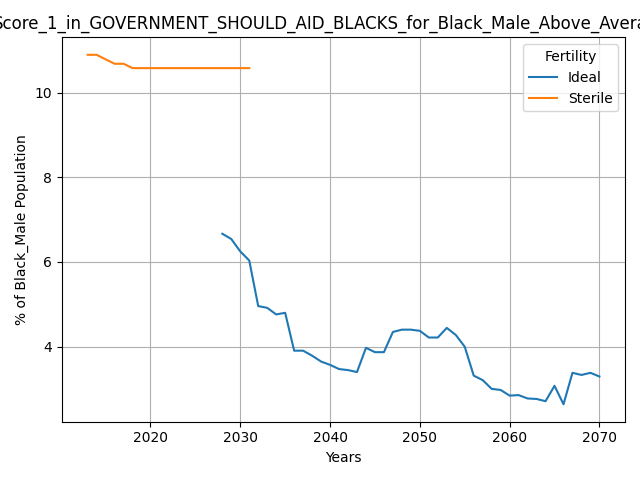 Score_1_in_GOVERNMENT_SHOULD_AID_BLACKS_for_Black_Male_Above_Avera
Fertility
Ideal
Sterile
% of Black_Male Population
10
8
6
4
2020 2030 2040 2050 2060 2070
Years